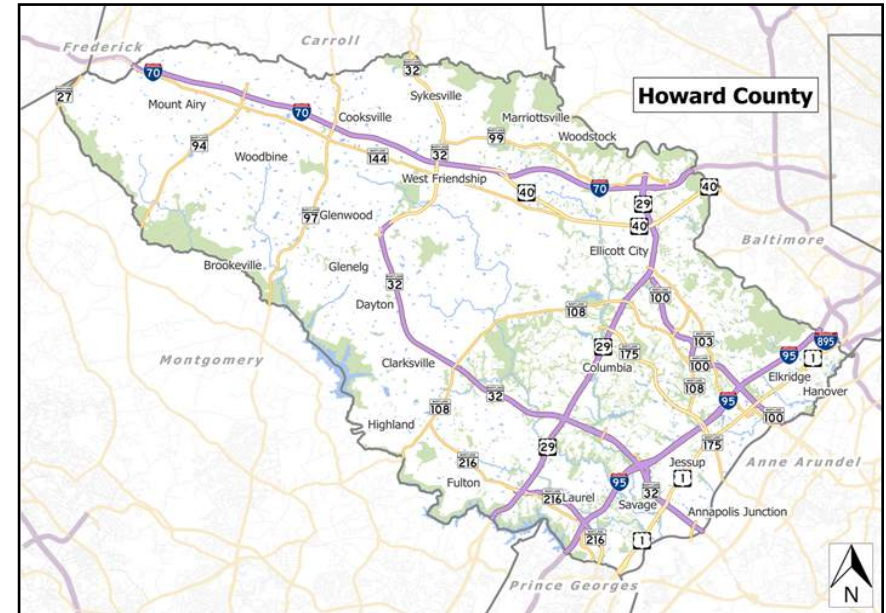 Frederick
Carroll
Howard County
70
32
27
Mount Airy
Sykesville
70
Cooksville
Marriottsville
94
99
Woodstock
144
32
Woodbine
West Friendship
40
70
40
29
97
Glenwood
40
Baltimore
Ellicott City
Brookeville
Glenelg
32
100
Dayton
108
103
895
Montgomery
29
175
95
1
Clarksville
Columbia
100
Elkridge
108
Hanover
32
95
108
100
Highland
29
175
216
Jessup
Anne Arundel
Fulton
95
1
216
Laurel
32
Savage
Annapolis Junction
216
1
Prince Georges
N